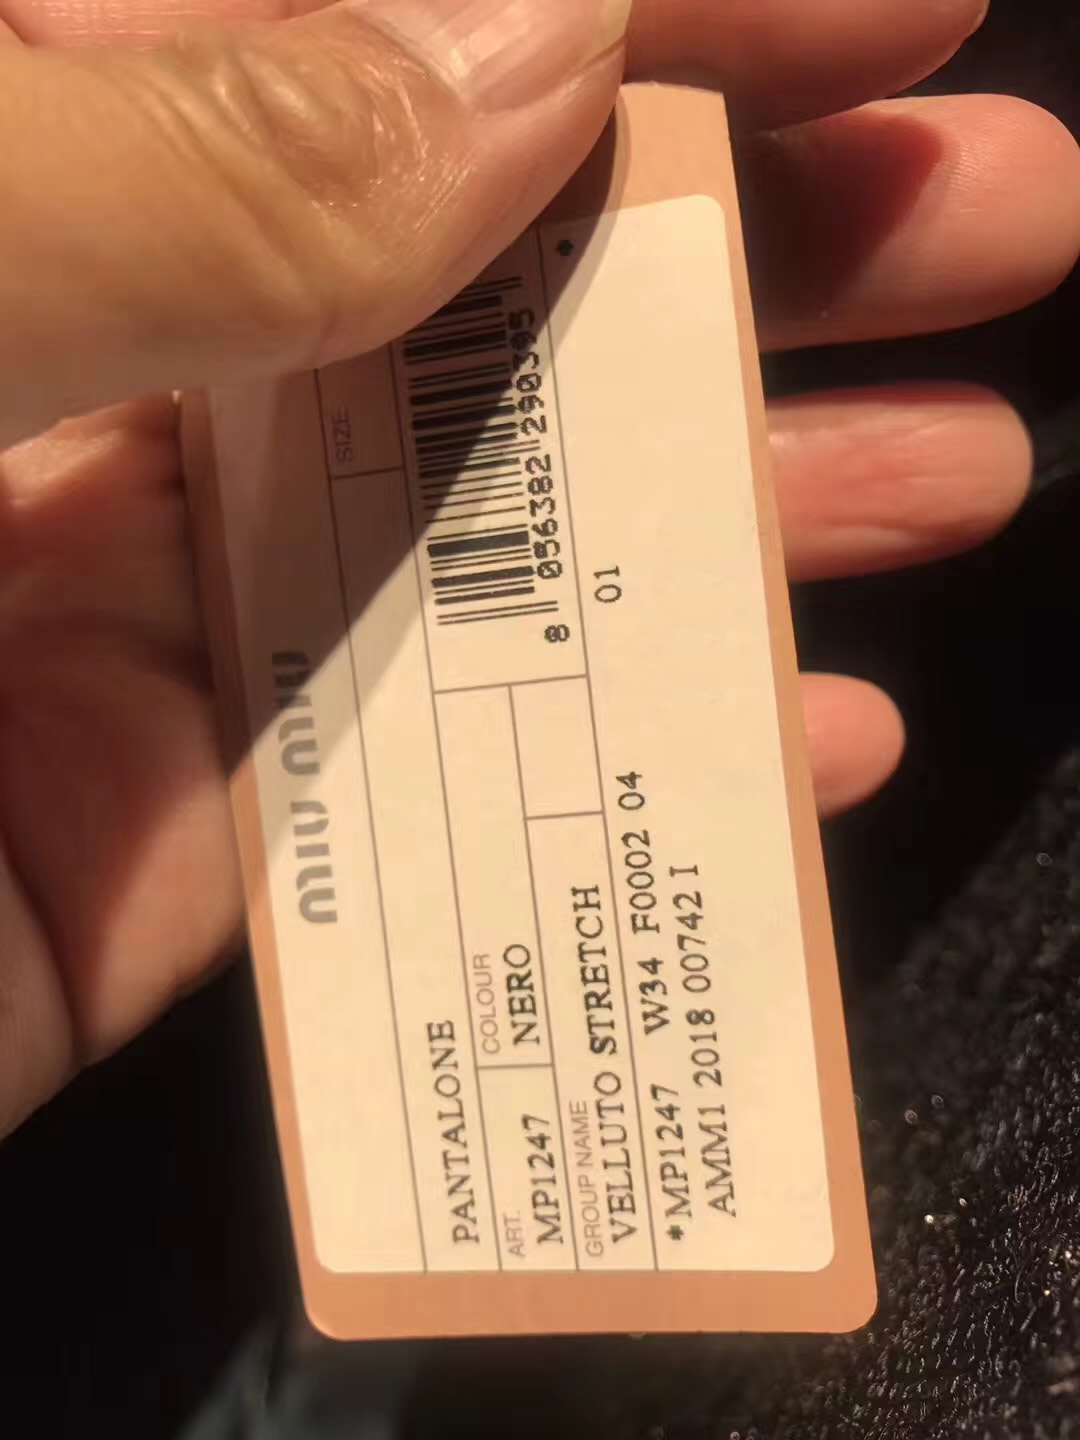 miu miu
SIZE
PANTALONE
ART.
MP1247
COLOUR
NERO
GROUP NAME
VELLUTO STRETCH
8 056382 290395
*MP1247 W34 F0002 04 01
AMM1 2018 00742 I